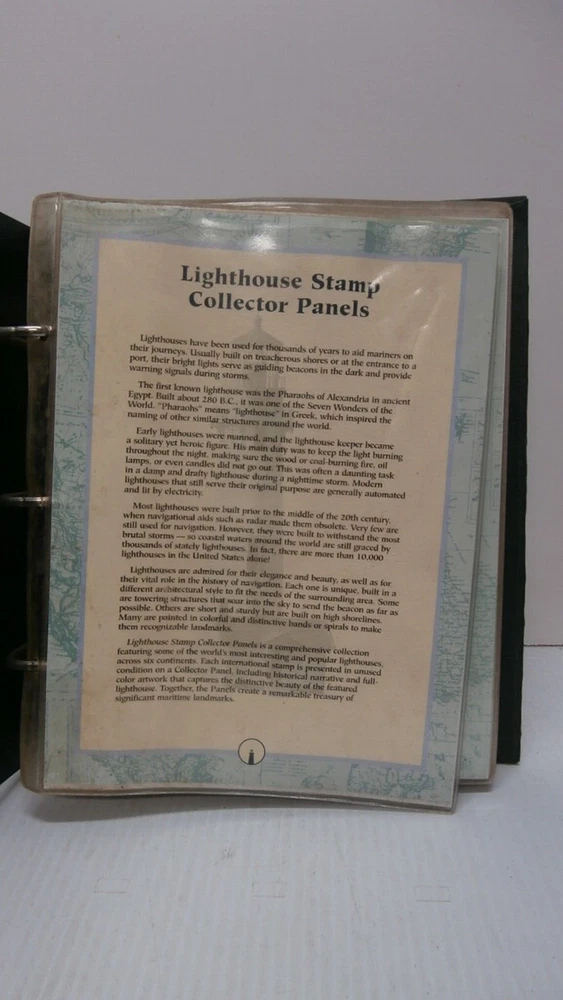 Lighthouse Stamp
Collector Panels
Lighthouses have been used for thousands of years to aid mariners on
their journeys. Usually built on treacherous shores or at the entrance to a
port, their bright lights serve as guiding beacons in the dark and provide
warning signals during storms.
The first known lighthouse was the Pharaohs of Alexandria in ancient
Egypt. Built about 280 B.C., it was one of the Seven Wonders of the
World. "Pharaohs" means "lighthouse" in Greek, which inspired the
naming of other similar structures around the world.
Early lighthouses were manned, and the lighthouse keeper became
a solitary yet heroic figure. His main duty was to keep the light burning
throughout the night, making sure the wood or coal-burning fire, oil
lamps, or even candles did not go out. This was often a daunting task
in a damp and drafty lighthouse during a nighttime storm. Modern
lighthouses that still serve their original purpose are generally automated
and lit by electricity.
Most lighthouses were built prior to the middle of the 20th century,
when navigational aids such as radar made them obsolete. Very few are
still used for navigation. However, they were built to withstand the most
brutal storms — so coastal waters around the world are still graced by
thousands of stately lighthouses. In fact, there are more than 10,000
lighthouses in the United States alone!
Lighthouses are admired for their elegance and beauty, as well as for
their vital role in the history of navigation. Each one is unique, built in a
different architectural style to fit the needs of the surrounding area. Some
are towering structures that soar into the sky to send the beacon as far as
possible. Others are short and sturdy but are built on high shorelines.
Many are painted in colorful and distinctive bands or spirals to make
them recognizable landmarks.
Lighthouse Stamp Collector Panels is a comprehensive collection
featuring some of the world's most interesting and popular lighthouses,
across six continents. Each international stamp is presented in unused
condition on a Collector Panel, including historical narrative and full-
color artwork that captures the distinctive beauty of the featured
lighthouse. Together, the Panels create a remarkable treasury of
significant maritime landmarks.